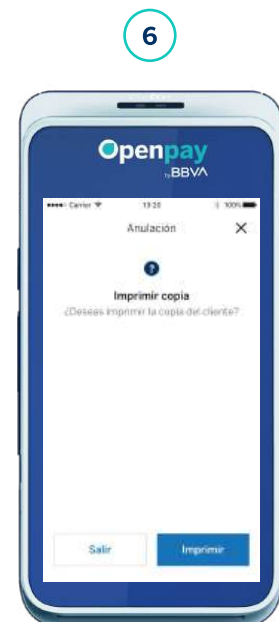 6
Openpay
by BBVA
Carrier 13:20 100%
Anulación
Imprimir copia
¿Deseas imprimir la copia del cliente?
Salir Imprimir